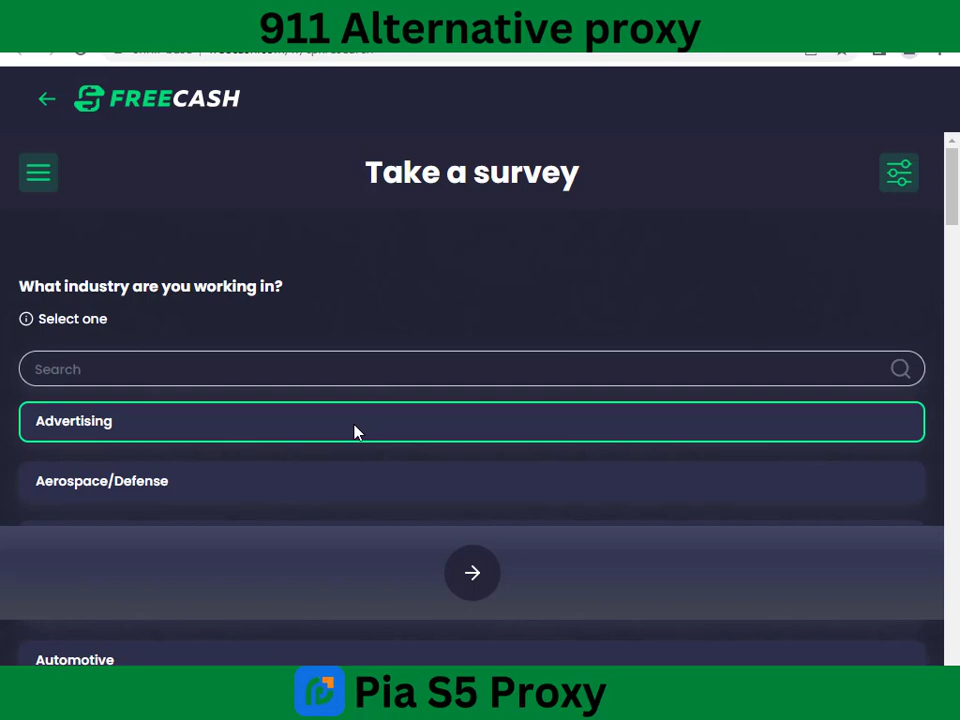 911 Alternative proxy
FREECASH
Take a survey
What industry are you working in?
Select one
Search
Advertising
Aerospace/Defense
Automotive
Pia S5 Proxy